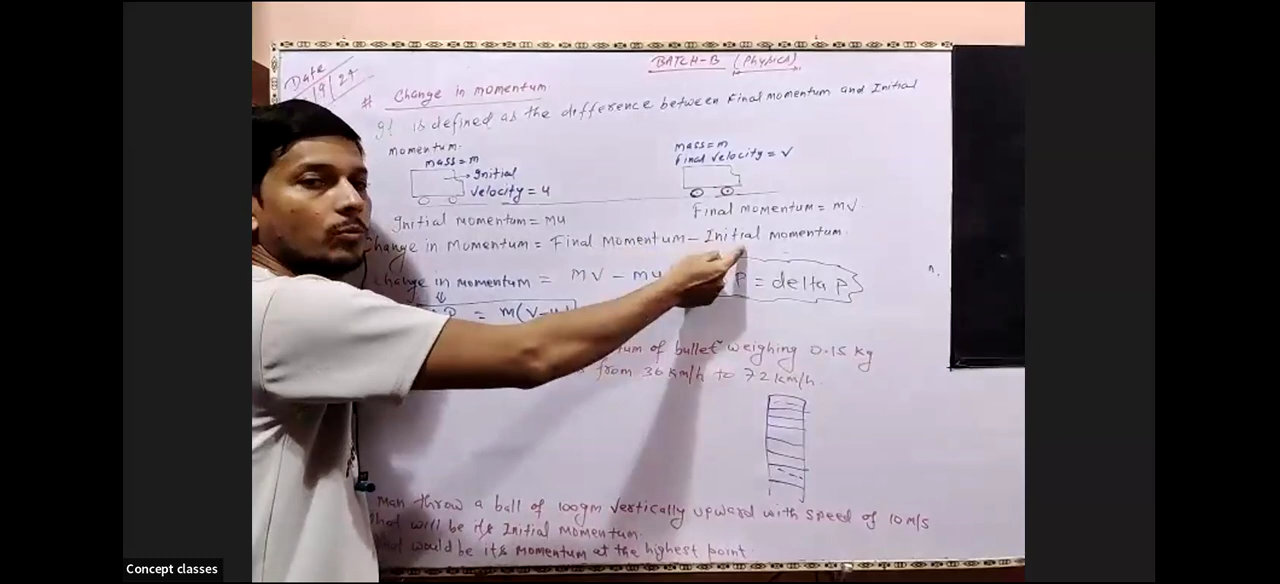 BATCH-B (Physics)
Date
19/24
# Change in momentum
It is defined as the difference between Final momentum and Initial
momentum.
mass = m
Initial
velocity = u
mass = m
Final velocity = v
Initial momentum = mu
Final momentum = mv
Change in Momentum = Final Momentum - Initial momentum.
Change in momentum = mv - mu
P = delta P
P = m(v-u)
of bullet weighing 0.15 kg
from 36 km/h to 72 km/h.
man throw a ball of 100gm vertically upward with speed of 10 m/s
will be its Initial momentum.
would be its momentum at the highest point.
Concept classes